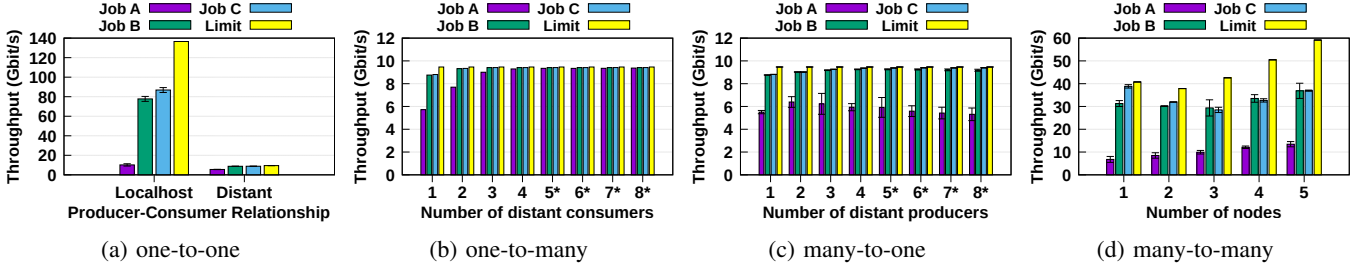 Job A Job C
Job B Limit
Throughput (Gbit/s)
140
120
100
80
60
40
20
0
Localhost Distant
Producer-Consumer Relationship
(a) one-to-one
Job A Job C
Job B Limit
Throughput (Gbit/s)
12
10
8
6
4
2
0
1 2 3 4 5* 6* 7* 8*
Number of distant consumers
(b) one-to-many
Job A Job C
Job B Limit
Throughput (Gbit/s)
12
10
8
6
4
2
0
1 2 3 4 5* 6* 7* 8*
Number of distant producers
(c) many-to-one
Job A Job C
Job B Limit
Throughput (Gbit/s)
60
50
40
30
20
10
0
1 2 3 4 5
Number of nodes
(d) many-to-many